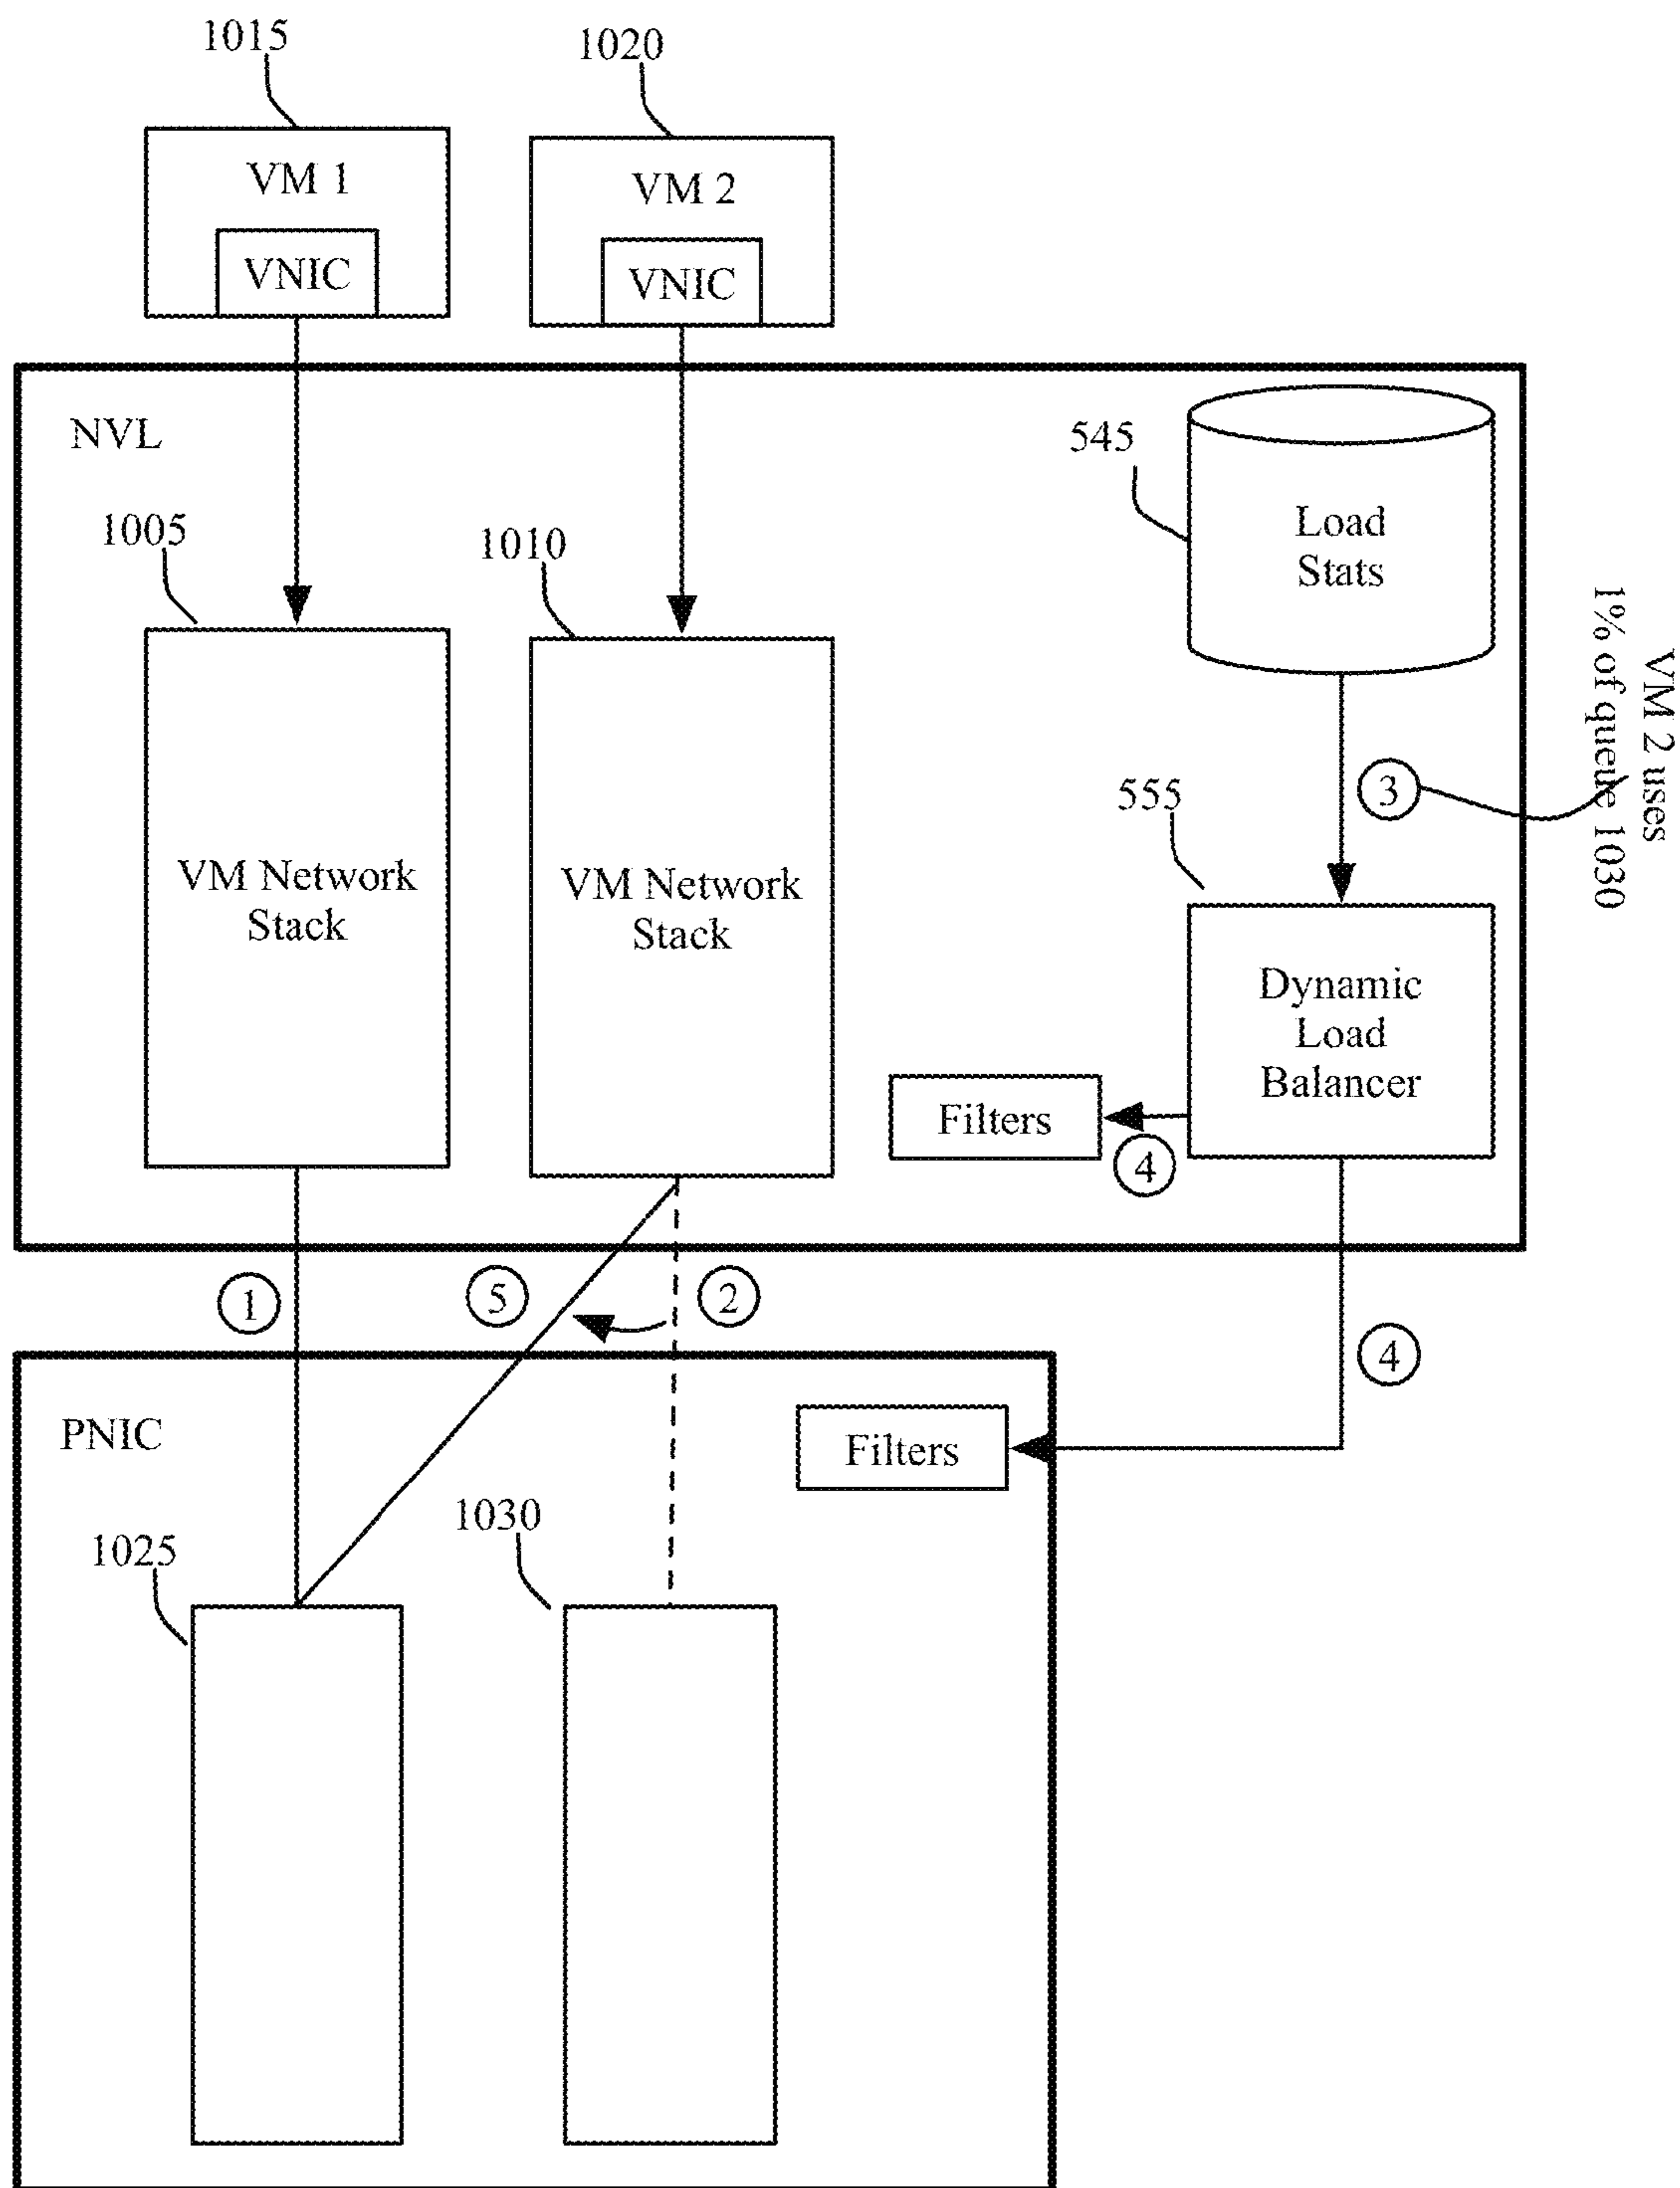 1015
1020
VM 1
VNIC
VM 2
VNIC
NVL
545
Load
Stats
1005
1010
VM 2 uses
1% of queue 1030
3
555
VM Network
Stack
VM Network
Stack
Dynamic
Load
Balancer
Filters
4
1
5
2
4
PNIC
Filters
1025
1030